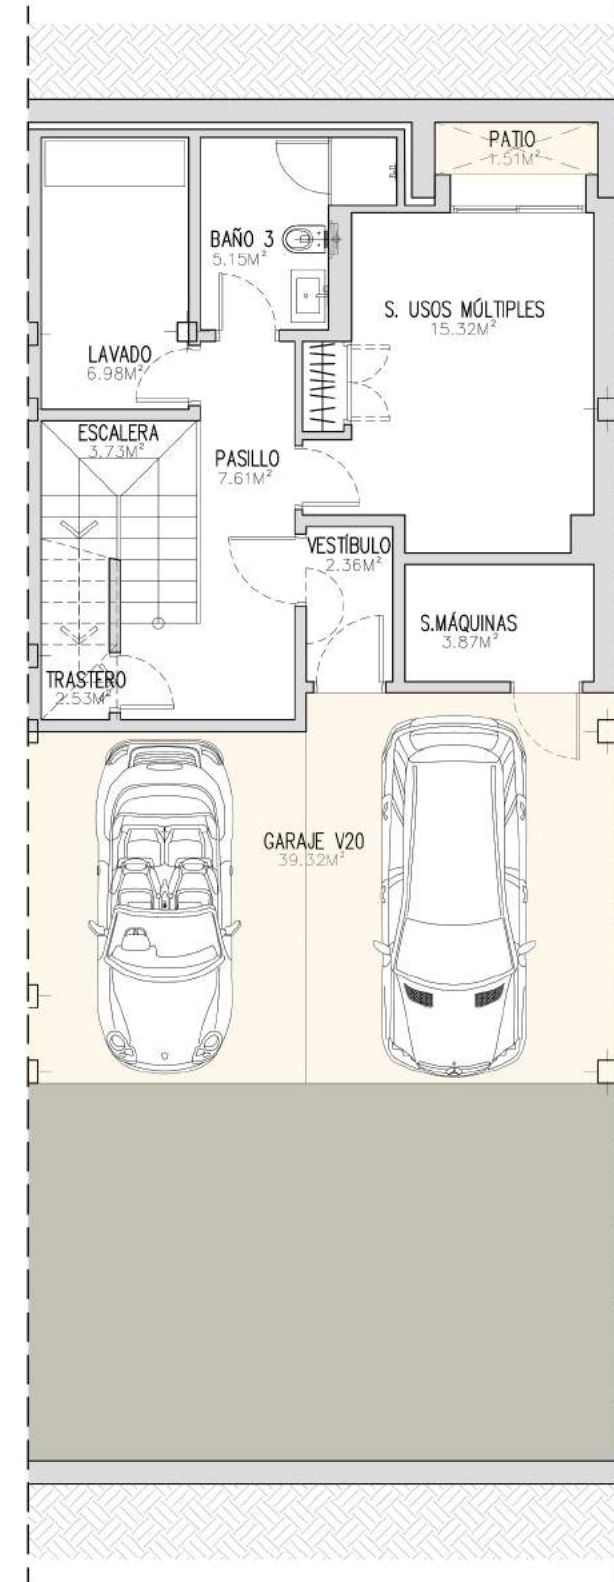 PATIO
1.51M²
BAÑO 3
5.15M²
S. USOS MÚLTIPLES
15.32M²
LAVADO
6.98M²
ESCALERA
3.73M²
PASILLO
7.61M²
VESTÍBULO
2.36M²
S.MÁQUINAS
3.87M²
TRASTERO
2.53M²
GARAJE V20
39.32M²